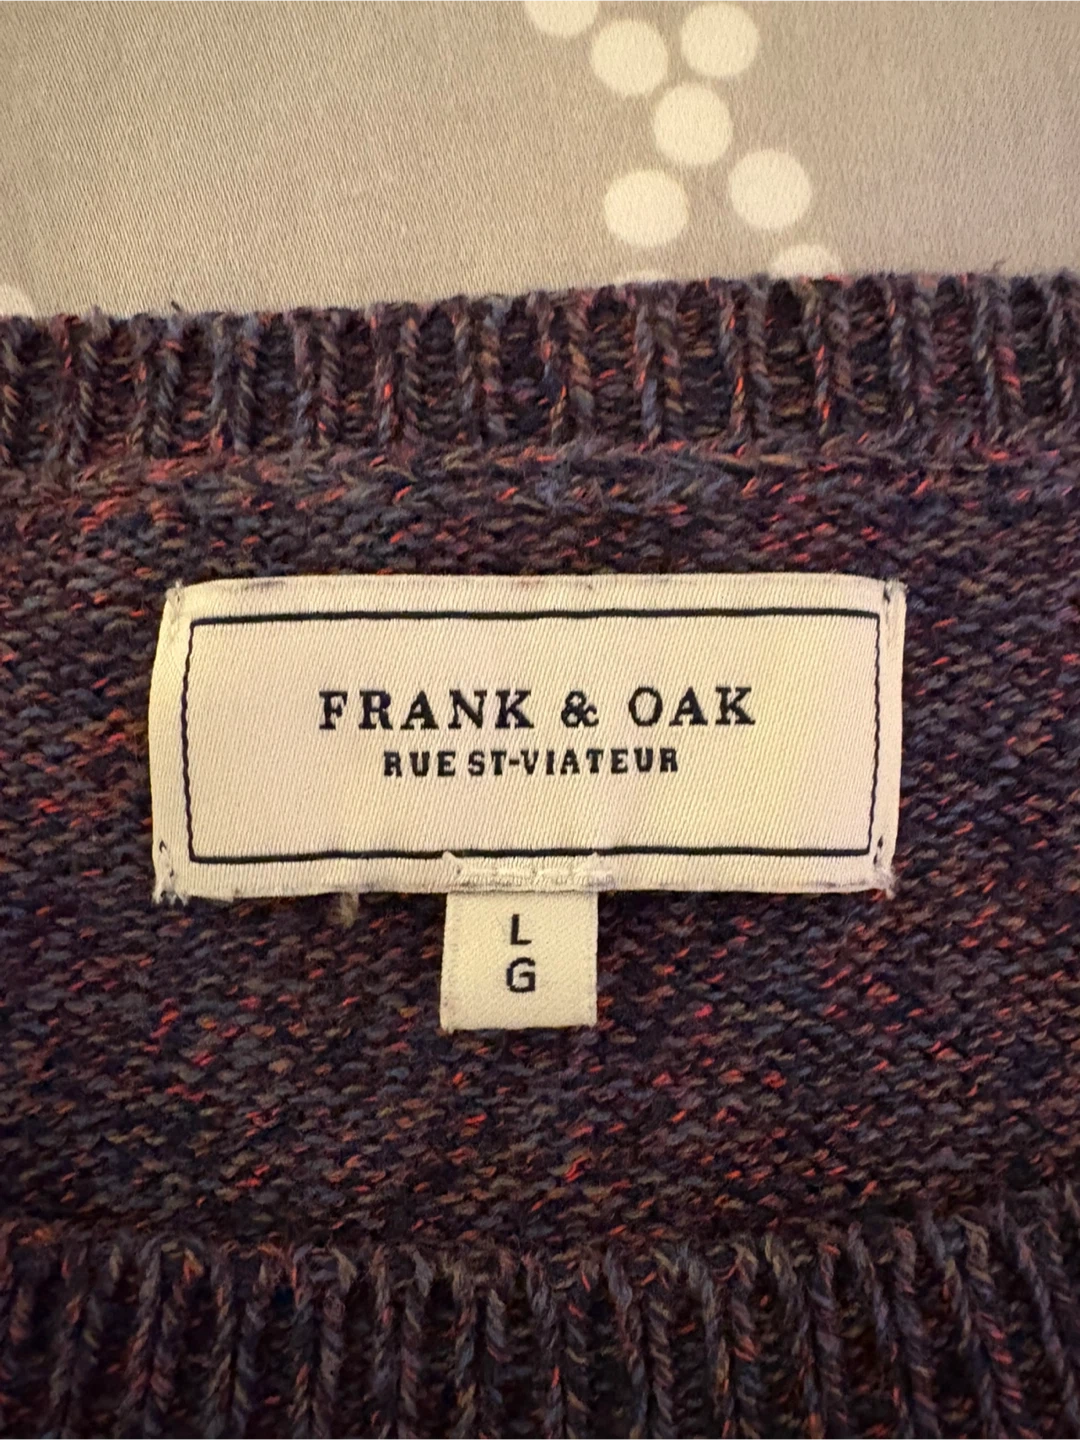 FRANK & OAK
RUE ST-VIATEUR
L
G